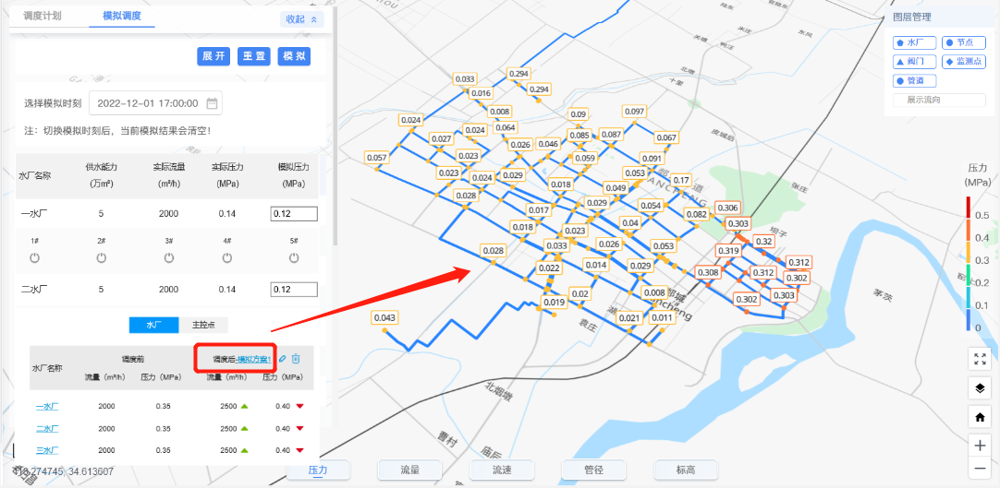 调度计划
模拟调度
收起
展开
重置
模拟
选择模拟时刻
2022-12-01 17:00:00
注：切换模拟时刻后，当前模拟结果会清空！
水厂名称 供水能力(万m³) 实际流量(m³/h) 实际压力(MPa) 模拟压力(MPa)
一水厂 5 2000 0.14 0.12
1# 2# 3# 4# 5#
二水厂 5 2000 0.14 0.12
水厂
主控点
水厂名称 调度前 调度后-模拟方案1
流量（m³/h） 压力（MPa） 流量（m³/h） 压力（MPa）
一水厂 2000 0.35 2500 0.40
二水厂 2000 0.35 2500 0.40
三水厂 2000 0.35 2500 0.40
274745, 34.613607
图层管理
水厂
节点
阀门
监测点
管道
展示流向
压力
(MPa)
0.5
0.4
0.3
0.2
0.1
0
0.294
0.033
0.294
0.016
0.008
0.09
0.097
0.024
0.024
0.064
0.085
0.087
0.067
0.027
0.026
0.046
0.057
0.023
0.059
0.091
0.023
0.024
0.029
0.053
0.17
0.018
0.049
0.028
0.029
0.054
0.306
0.017
0.082
0.303
0.018
0.023
0.04
0.32
0.028
0.033
0.026
0.053
0.319
0.312
0.022
0.014
0.029
0.308
0.312
0.302
0.02
0.008
0.302
0.303
0.019
0.043
0.021
0.011
东风
十里
张庄
坝子
茅茨
袁庄
北烟墩
曹村
庙后
ANCHENG
ncheng
压力
流量
流速
管径
标高